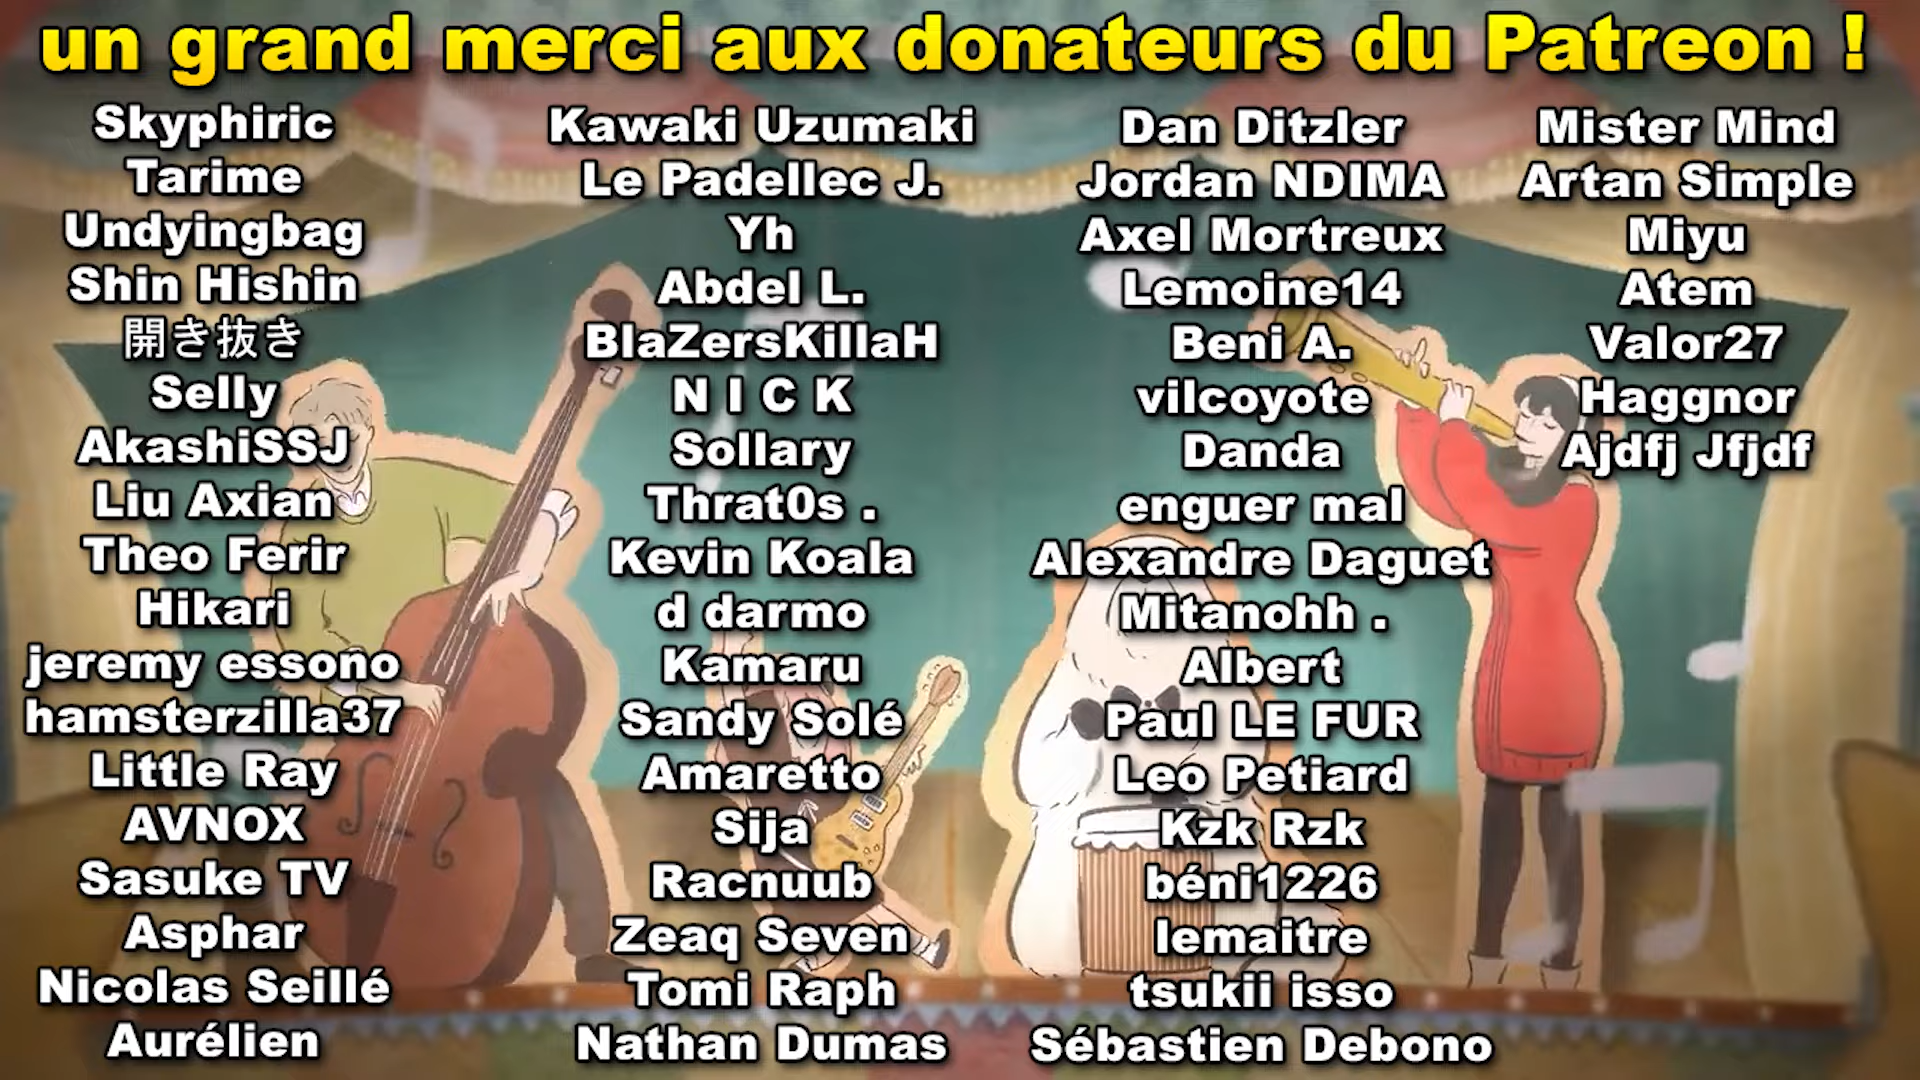 un grand merci aux donateurs du Patreon !
Skyphiric
Tarime
Undyingbag
Shin Hishin
開き抜き
Selly
AkashiSSJ
Liu Axian
Theo Ferir
Hikari
jeremy essono
hamsterzilla37
Little Ray
AVNOX
Sasuke TV
Asphar
Nicolas Seillé
Aurélien
Kawaki Uzumaki
Le Padellec J.
Yh
Abdel L.
BlaZersKillaH
N I C K
Sollary
Thrat0s .
Kevin Koala
d darmo
Kamaru
Sandy Solé
Amaretto
Sija
Racnuub
Zeaq Seven
Tomi Raph
Nathan Dumas
Dan Ditzler
Jordan NDIMA
Axel Mortreux
Lemoine14
Beni A.
vilcoyote
Danda
enguer mal
Alexandre Daguet
Mitanohh .
Albert
Paul LE FUR
Leo Petiard
Kzk Rzk
béni1226
lemaitre
tsukii isso
Sébastien Debono
Mister Mind
Artan Simple
Miyu
Atem
Valor27
Haggnor
Ajdfj Jfjdf